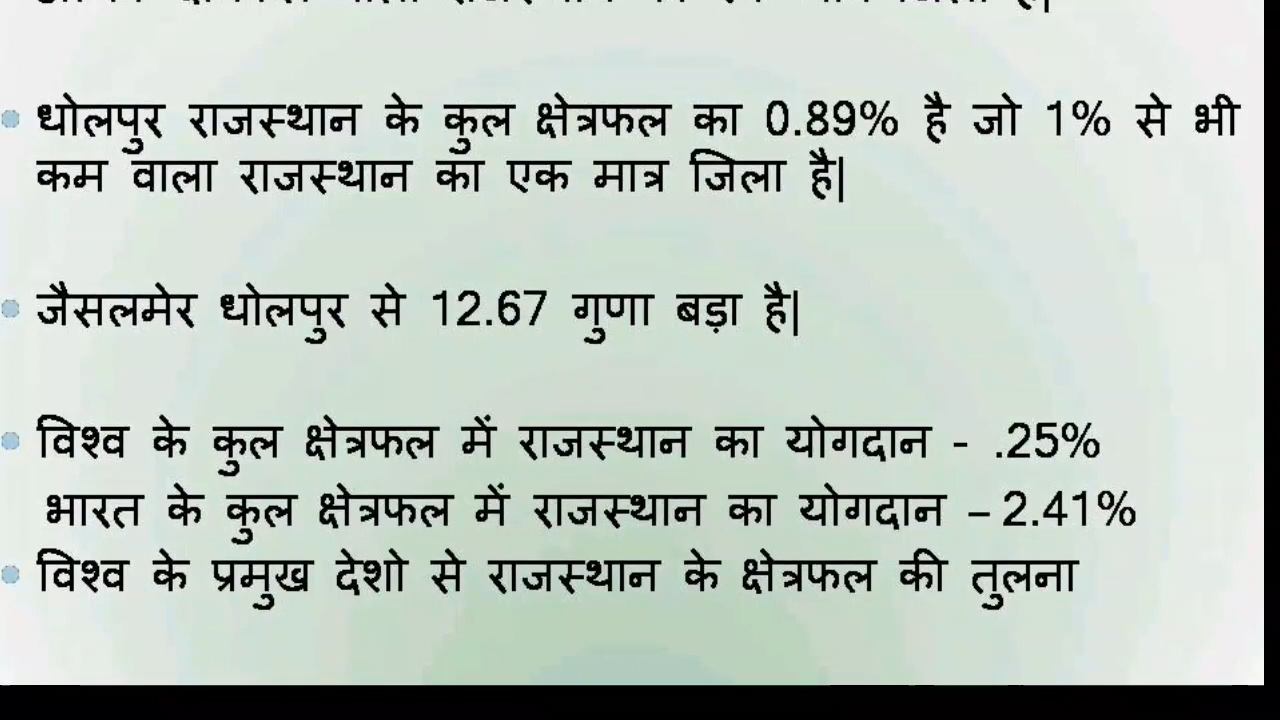 धोलपुर राजस्थान के कुल क्षेत्रफल का 0.89% है जो 1% से भी
कम वाला राजस्थान का एक मात्र जिला है|
जैसलमेर धोलपुर से 12.67 गुणा बड़ा है|
विश्व के कुल क्षेत्रफल में राजस्थान का योगदान - .25%
भारत के कुल क्षेत्रफल में राजस्थान का योगदान – 2.41%
विश्व के प्रमुख देशो से राजस्थान के क्षेत्रफल की तुलना